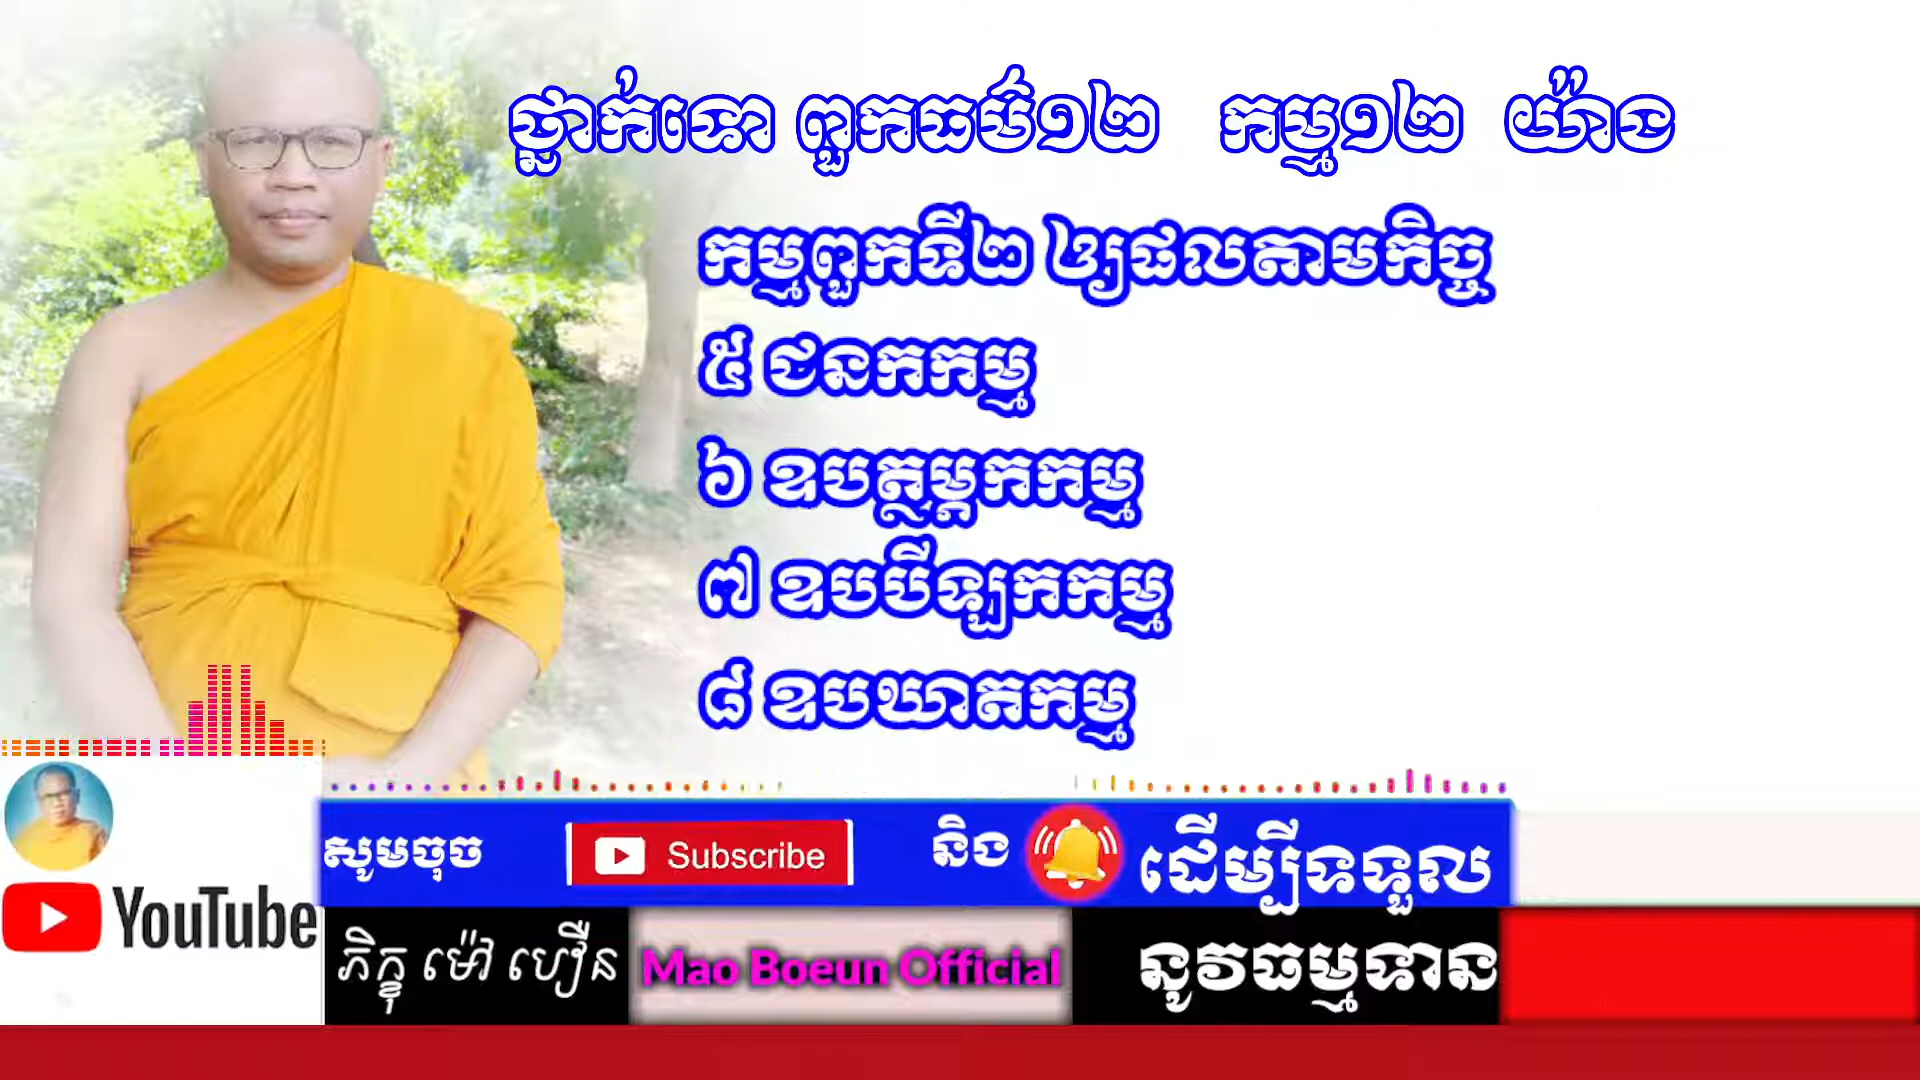 ថ្នាក់ទោ ពួកធម៌១២ កម្ម១២ យ៉ាង
កម្មពួកទី២ ឲ្យផលតាមកិច្ច
៥ ជនកកម្ម
៦ ឧបត្ថម្ភកកម្ម
៧ ឧបបីឡកកម្ម
៨ ឧបឃាតកម្ម
សូមចុច Subscribe និង ដើម្បីទទួល
នូវធម្មទាន
YouTube
ភិក្ខុ ម៉ៅ បឿន Mao Boeun Official